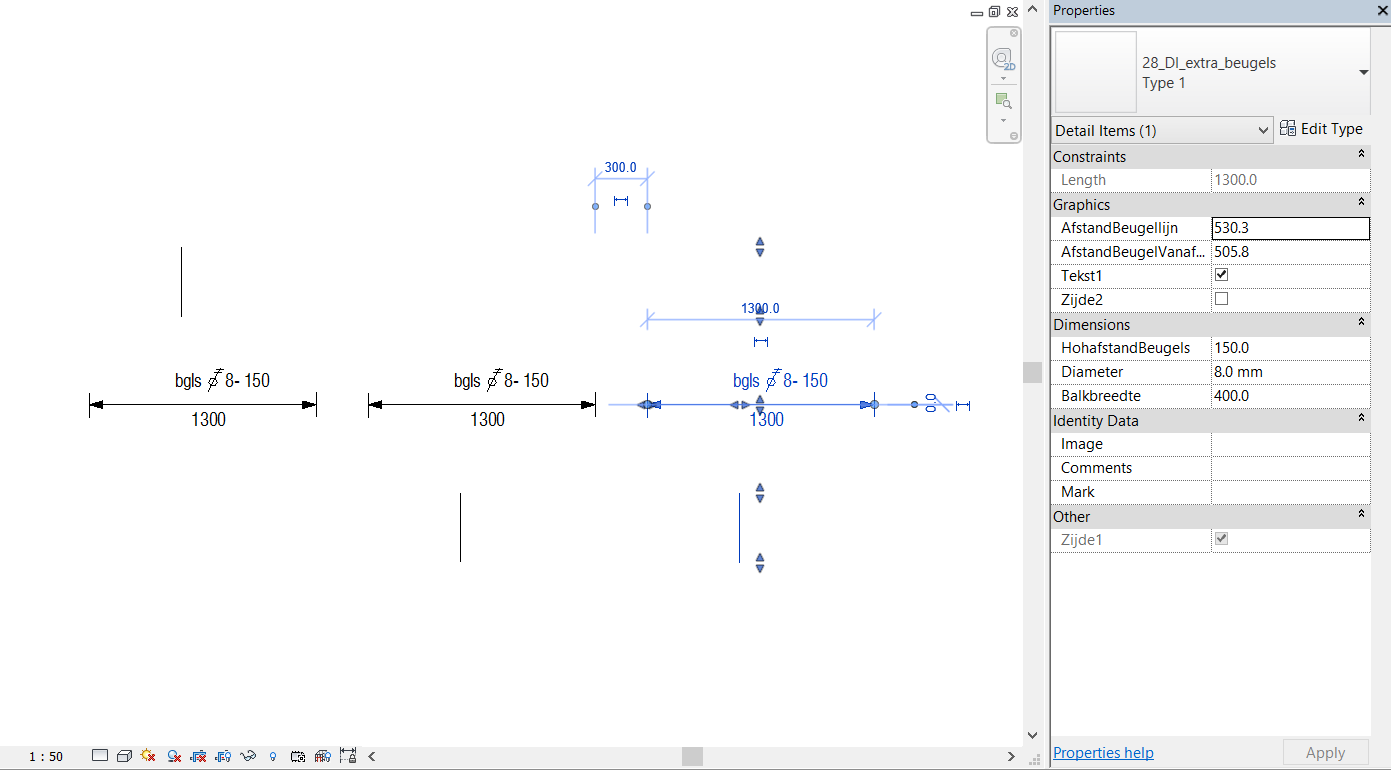 Properties
28_DI_extra_beugels
Type 1
2D
Detail Items (1)
Edit Type
Constraints
Length 1300.0
Graphics
AfstandBeugellijn 530.3
AfstandBeugelVanaf... 505.8
Tekst1
Zijde2
Dimensions
HohafstandBeugels 150.0
Diameter 8.0 mm
Balkbreedte 400.0
Identity Data
Image
Comments
Mark
Other
Zijde1
Properties help
Apply
300.0
1300.0
bgls 8- 150
1300
bgls 8- 150
1300
bgls 8- 150
1300
0.0
1 : 50